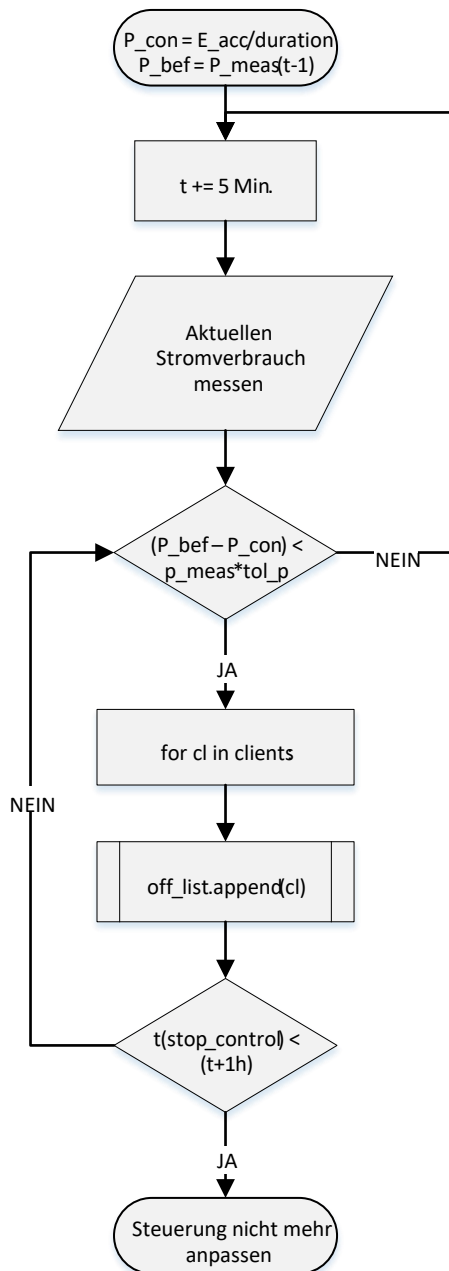 P_con = E_acc/duration
P_bef = P_meas(t-1)
t += 5 Min.
Aktuellen
Stromverbrauch
messen
(P_bef – P_con) <
p_meas*tol_p
NEIN
JA
for cl in clients
NEIN
off_list.append(cl)
t(stop_control) <
(t+1h)
JA
Steuerung nicht mehr
anpassen